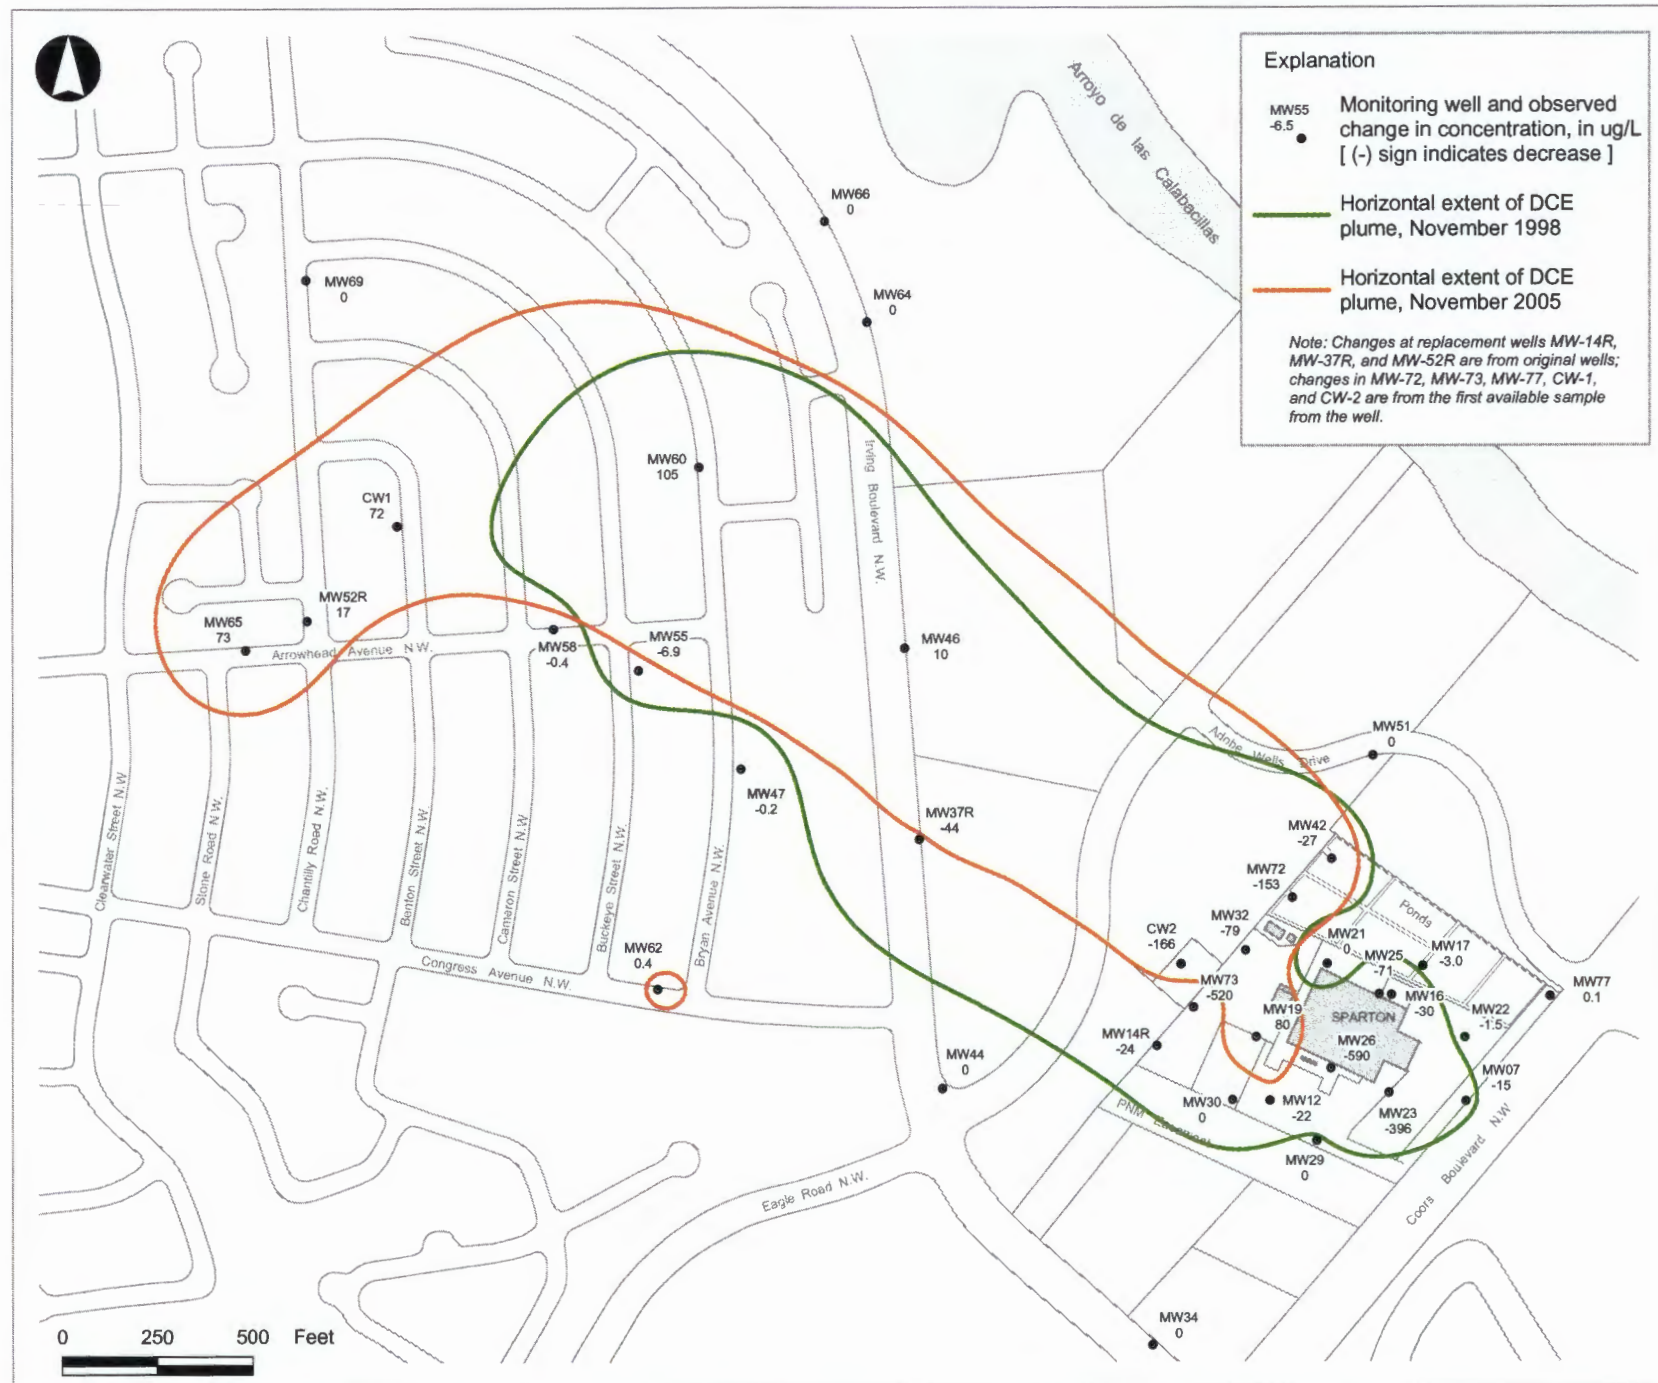 Explanation
MW55
-6.5
Monitoring well and observed
change in concentration, in ug/L
[ (-) sign indicates decrease ]
Horizontal extent of DCE
plume, November 1998
Horizontal extent of DCE
plume, November 2005
Note: Changes at replacement wells MW-14R,
MW-37R, and MW-52R are from original wells;
changes in MW-72, MW-73, MW-77, CW-1,
and CW-2 are from the first available sample
from the well.
Arroyo de las Calabacillas
MW66
0
MW64
0
MW69
0
MW60
105
CW1
72
Irving Boulevard N.W.
MW52R
17
MW65
73
Arrowhead Avenue N.W.
MW58
-0.4
MW55
-6.9
MW46
10
MW47
-0.2
MW51
0
Adobe Wells Drive
MW37R
-44
MW42
-27
MW72
-153
Ponds
MW32
-79
CW2
-166
MW21
0
MW25
-71
MW17
-3.0
MW77
0.1
MW73
-520
MW16
-30
MW19
80
SPARTON
MW22
-1.5
MW26
-590
MW14R
-24
MW07
-15
MW30
0
MW12
-22
MW23
-396
PNM Easement
MW29
0
Coors Boulevard N.W
Clearwater Street N.W.
Stone Road N.W.
Chantilly Road N.W.
Benton Street N.W.
Camaron Street N.W.
Buckeye Street N.W.
Bryan Avenue N.W.
MW62
0.4
Congress Avenue N.W.
MW44
0
Eagle Road N.W.
MW34
0
0 250 500 Feet